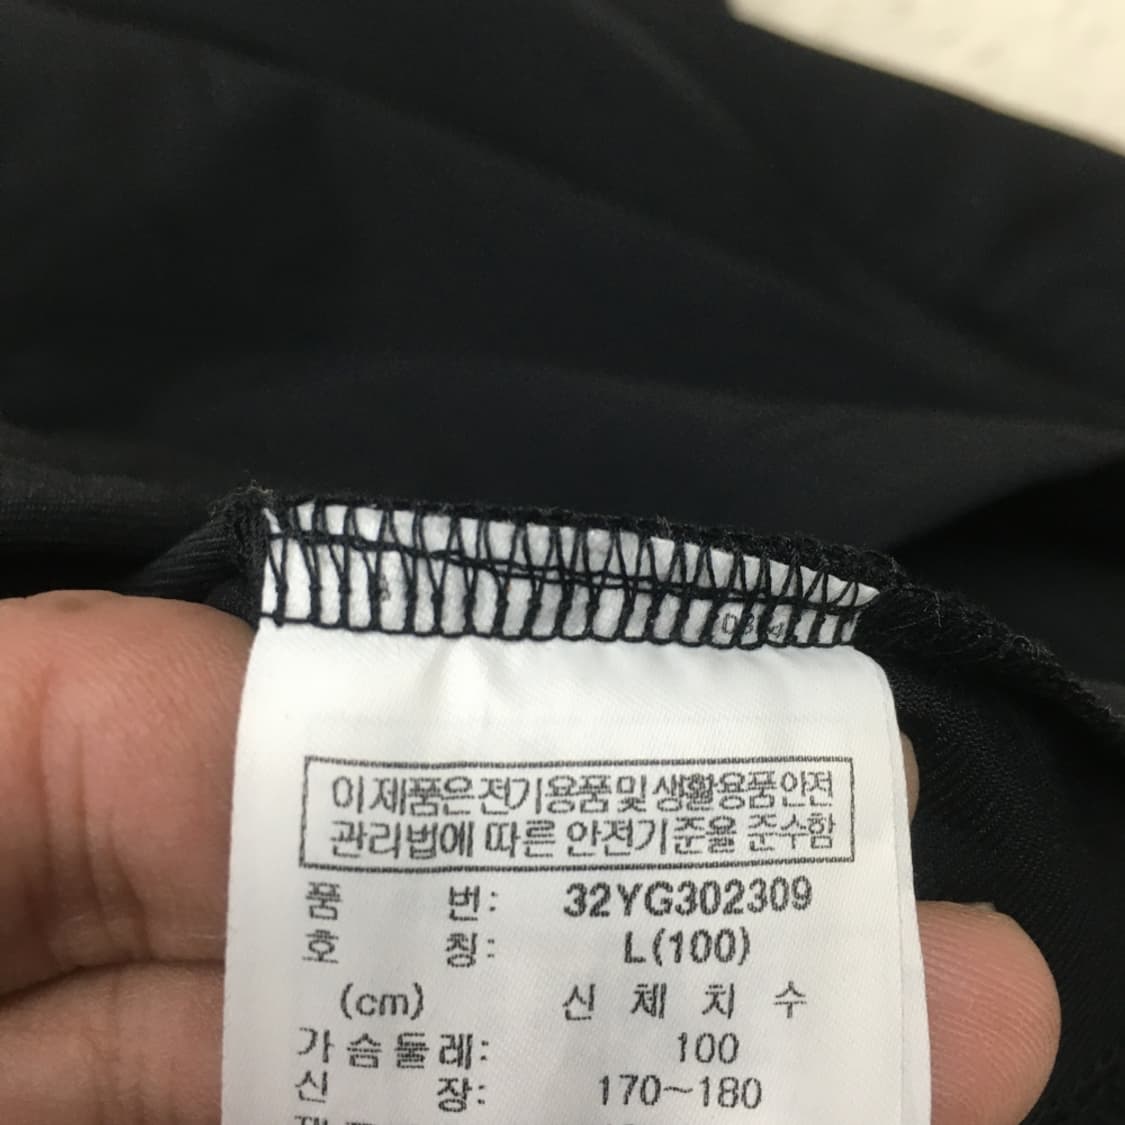 이 제품은 전기용품 및 생활용품 안전
관리법에 따른 안전기준을 준수함
품 번: 32YG302309
호 칭: L(100)
(cm) 신 체 치 수
가슴둘레: 100
신 장: 170~180